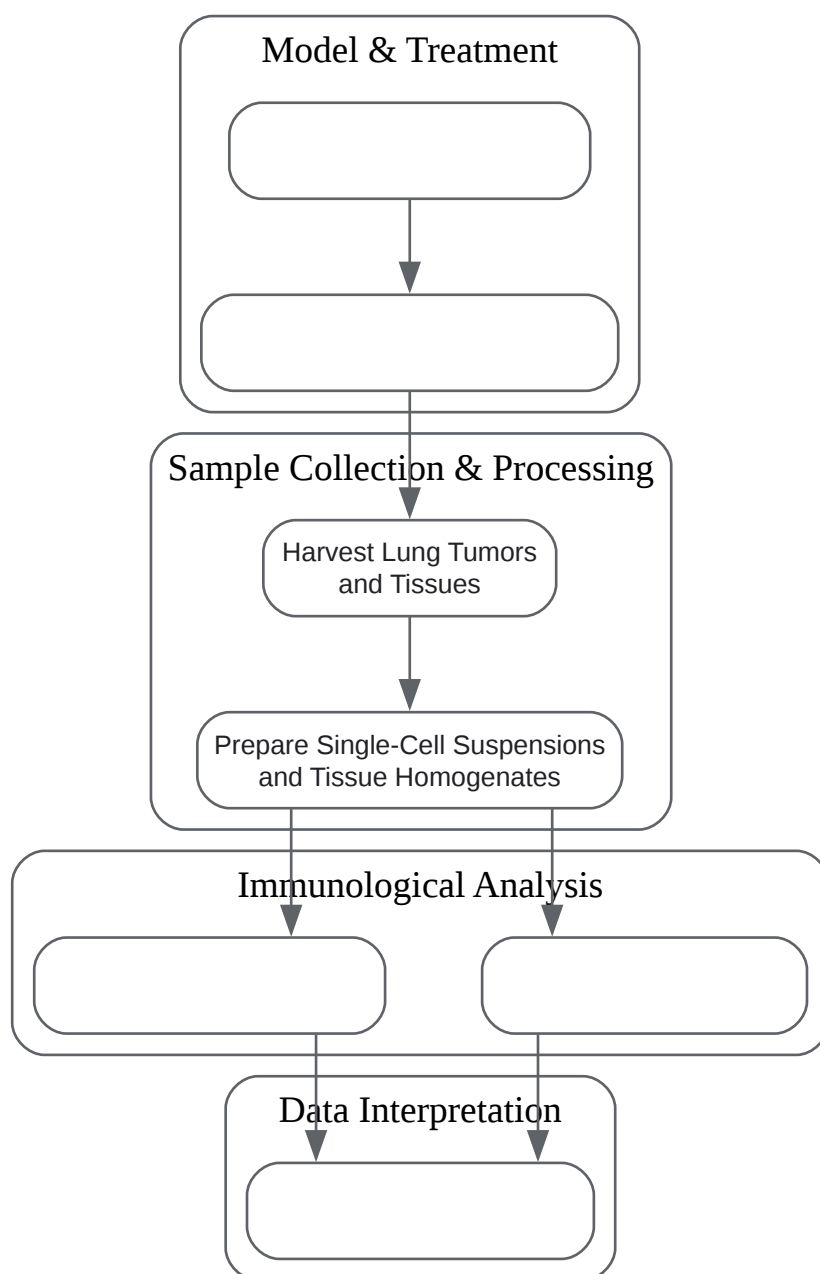 Model & Treatment
Sample Collection & Processing
Harvest Lung Tumors
and Tissues
Prepare Single-Cell Suspensions
and Tissue Homogenates
Immunological Analysis
Data Interpretation